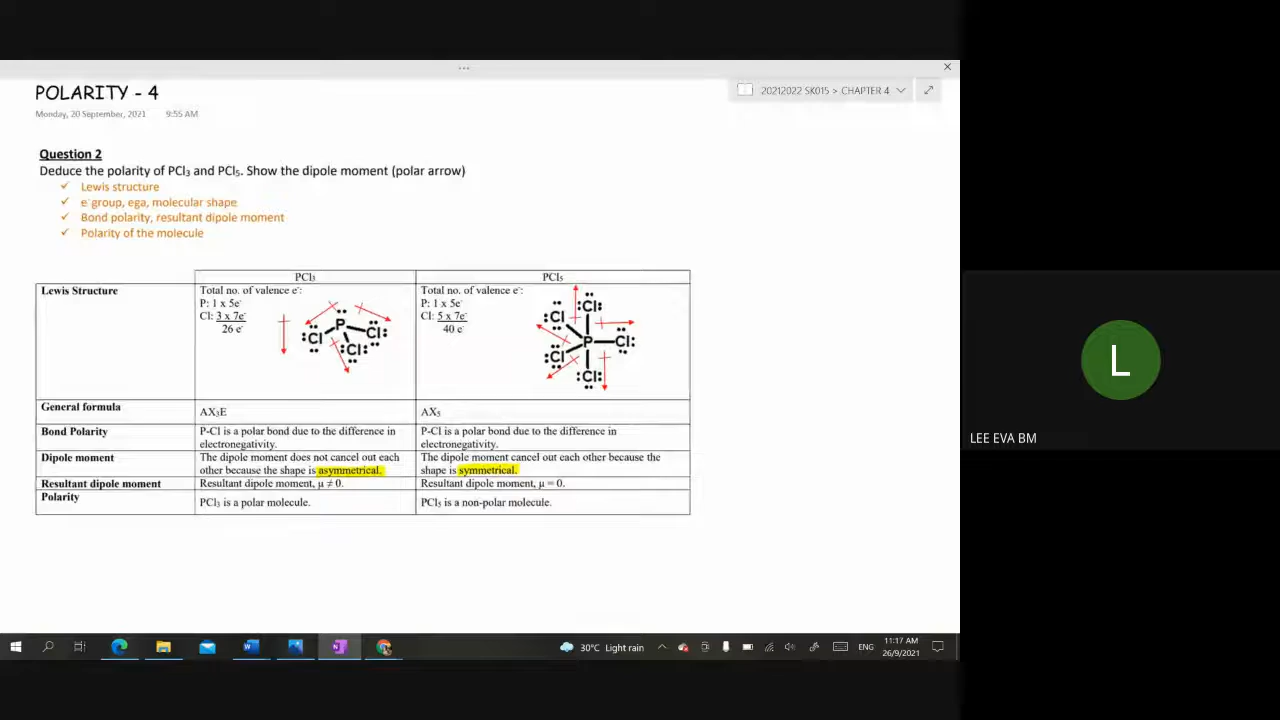 POLARITY - 4
20212022 SK015 > CHAPTER 4
Monday, 20 September, 2021 9:55 AM
Question 2
Deduce the polarity of PCl₃ and PCl₅. Show the dipole moment (polar arrow)
✓ Lewis structure
✓ e⁻group, ega, molecular shape
✓ Bond polarity, resultant dipole moment
✓ Polarity of the molecule
PCl₃
PCl₅
Lewis Structure
Total no. of valence e⁻:
P: 1 x 5e⁻
Cl: 3 x 7e⁻
26 e⁻
P
Cl
Cl
Cl
Total no. of valence e⁻:
P: 1 x 5e⁻
Cl: 5 x 7e⁻
40 e⁻
Cl
Cl
P
Cl
Cl
Cl
General formula
AX₃E
AX₅
Bond Polarity
P-Cl is a polar bond due to the difference in
electronegativity.
P-Cl is a polar bond due to the difference in
electronegativity.
Dipole moment
The dipole moment does not cancel out each
other because the shape is asymmetrical.
The dipole moment cancel out each other because the
shape is symmetrical.
Resultant dipole moment
Resultant dipole moment, µ ≠ 0.
Resultant dipole moment, µ = 0.
Polarity
PCl₃ is a polar molecule.
PCl₅ is a non-polar molecule.
L
LEE EVA BM
30°C Light rain
ENG
11:17 AM
26/9/2021